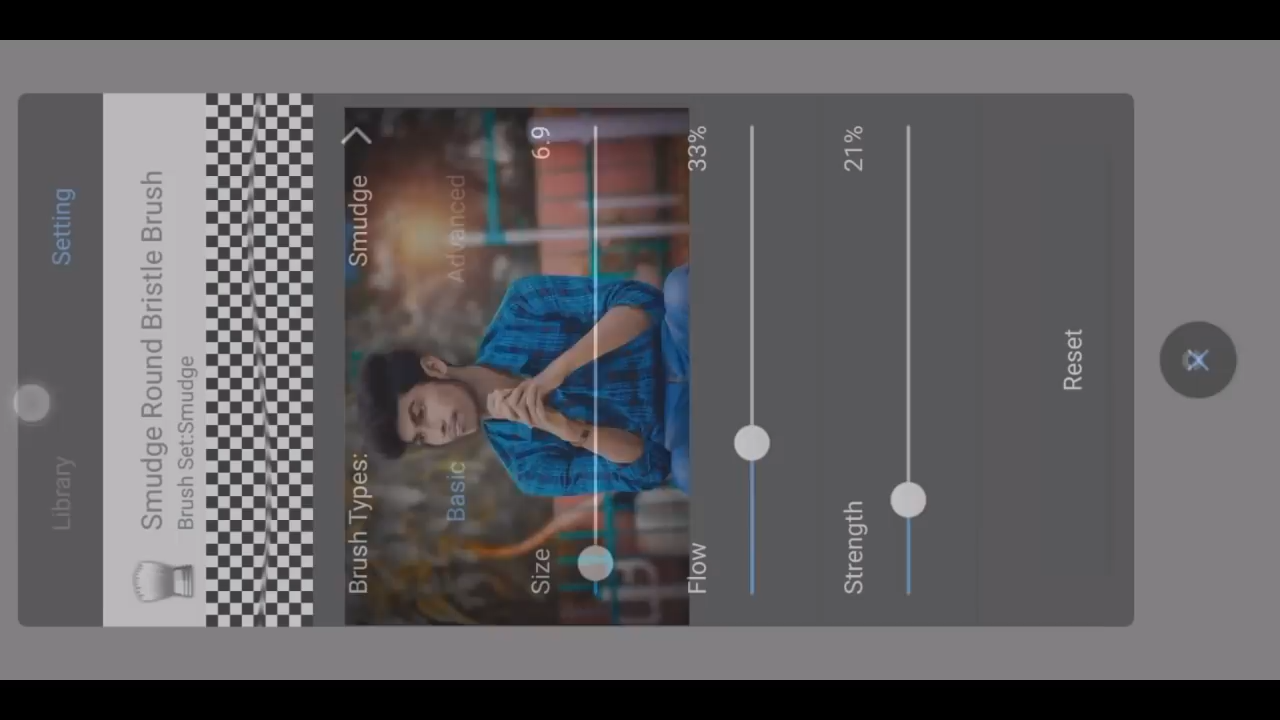 Library
Setting
Smudge Round Bristle Brush
Brush Set:Smudge
Brush Types:
Smudge
Basic
Advanced
Size
6.9
Flow
33%
Strength
21%
Reset